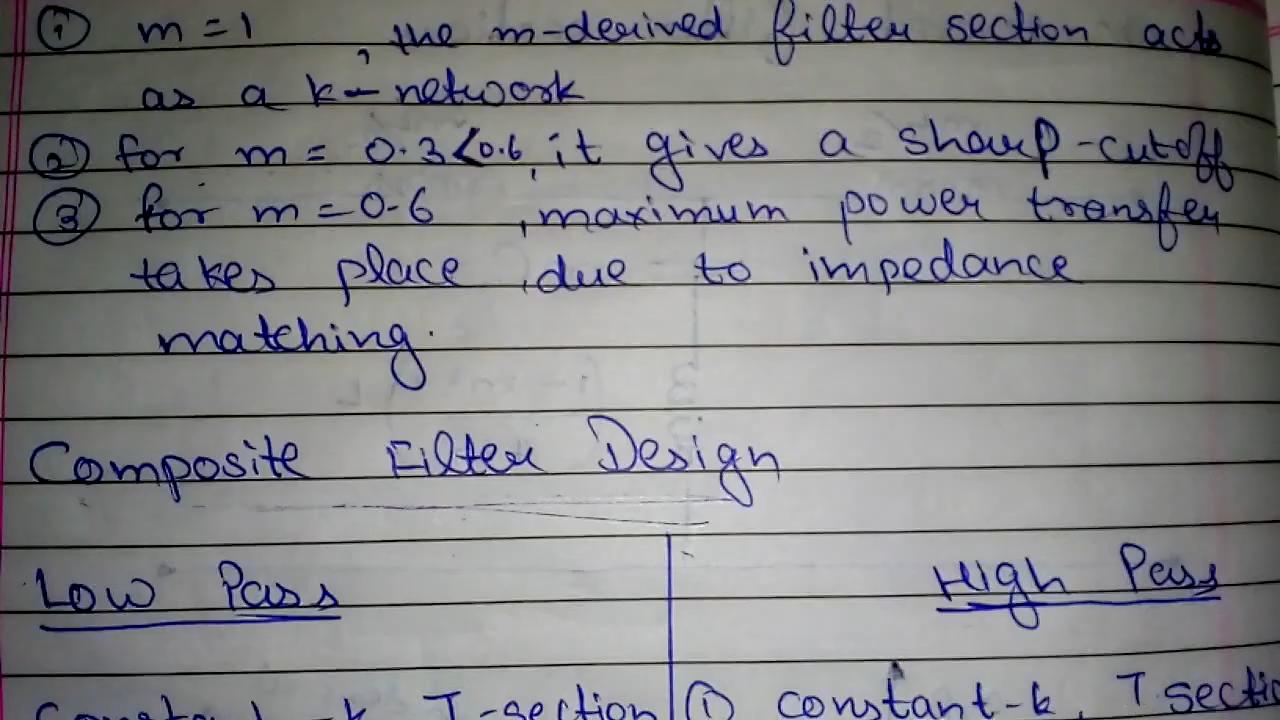 ① m=1 , the m-derived filter section acts
as a k-network
② for m = 0.3<0.6, it gives a sharp-cutoff
③ for m=0.6 , maximum power transfer
takes place, due to impedance
matching.
Composite Filter Design
Low Pass
High Pass
T-section
① constant-k, T